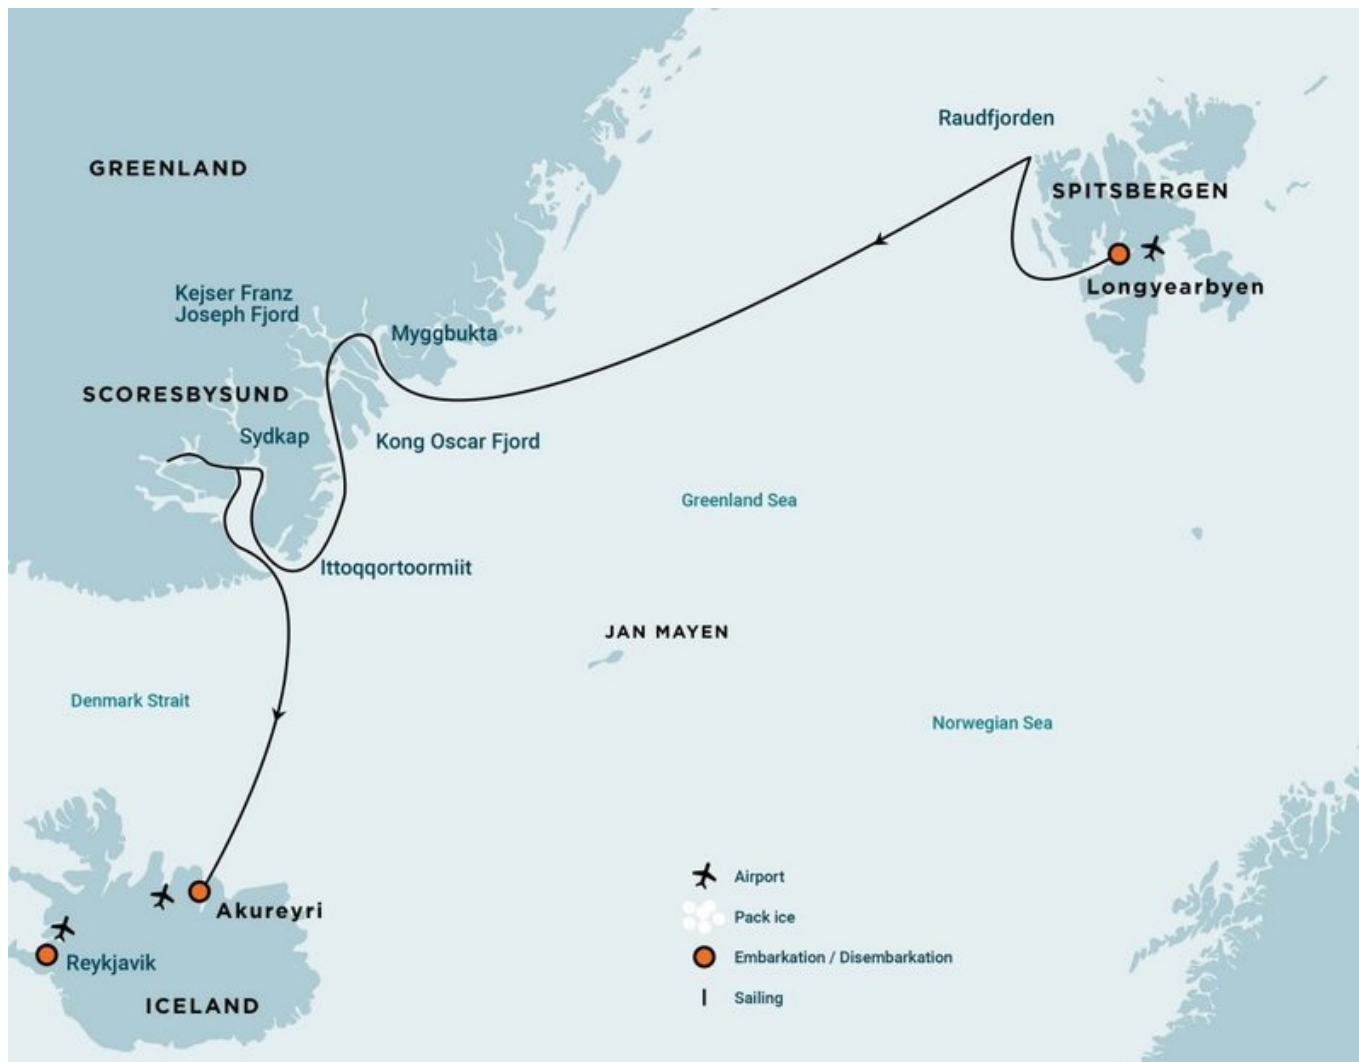 Raudfjorden
GREENLAND
SPITSBERGEN
Longyearbyen
Kejser Franz
Joseph Fjord
Myggbukta
SCORESBYSUND
Sydkap
Kong Oscar Fjord
Greenland Sea
Ittoqqortoormiit
JAN MAYEN
Denmark Strait
Norwegian Sea
Airport
Akureyri
Pack ice
Reykjavik
Embarkation / Disembarkation
ICELAND
Sailing